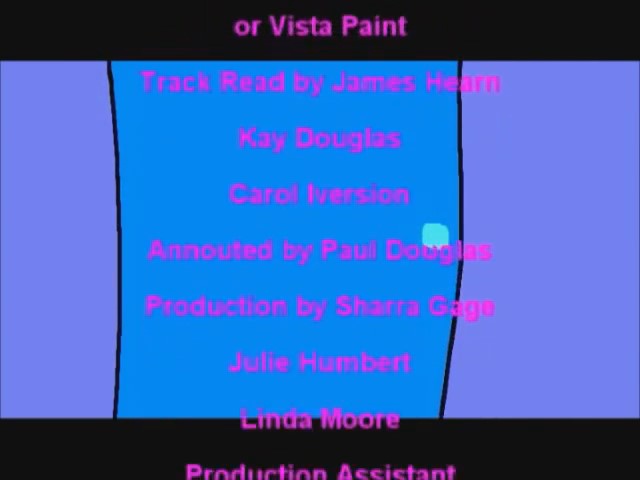 or Vista Paint
Track Read by James Hearn
Kay Douglas
Carol Iversion
Annouted by Paul Douglas
Production by Sharra Gage
Julie Humbert
Linda Moore
Production Assistant